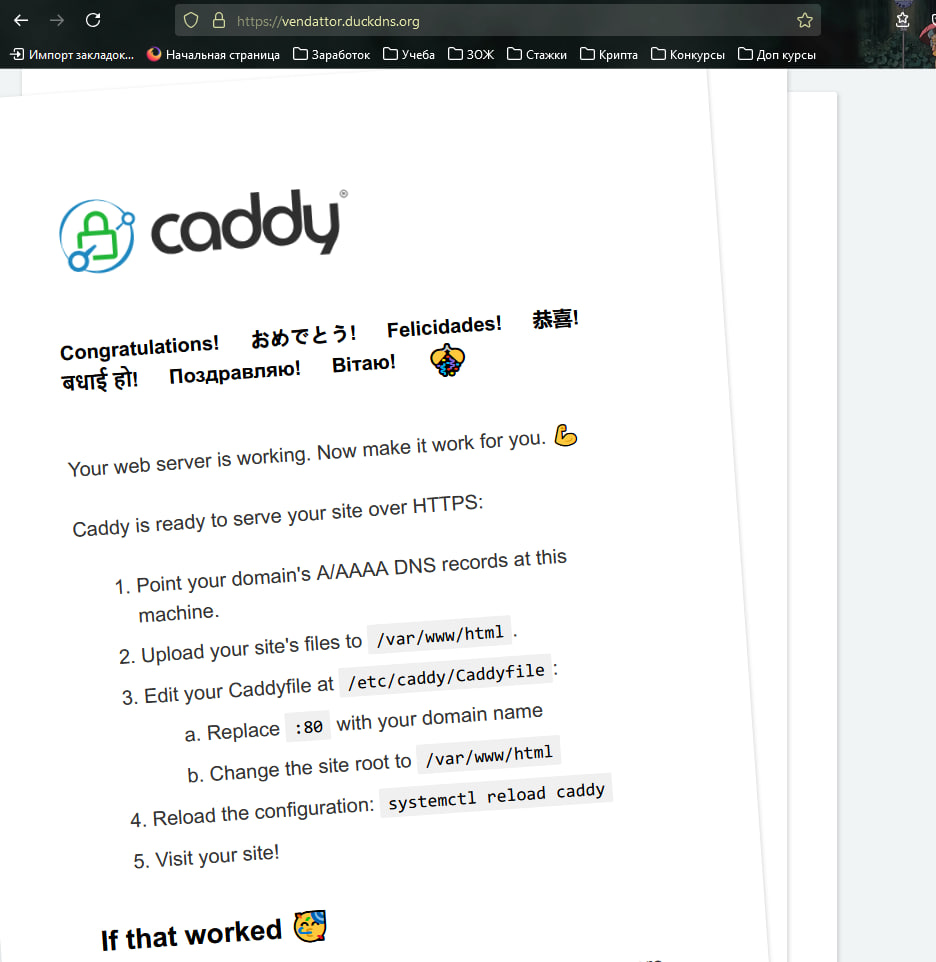 https://vendattor.duckdns.org
Импорт закладок... Начальная страница Заработок Учеба ЗОЖ Стажки Крипта Конкурсы Доп курсы
caddy®
Congratulations! おめでとう! Felicidades! 恭喜!
बधाई हो! Поздравляю! Вітаю!
Your web server is working. Now make it work for you. 💪
Caddy is ready to serve your site over HTTPS:
1. Point your domain's A/AAAA DNS records at this
machine.
2. Upload your site's files to /var/www/html .
3. Edit your Caddyfile at /etc/caddy/Caddyfile :
a. Replace :80 with your domain name
b. Change the site root to /var/www/html
4. Reload the configuration: systemctl reload caddy
5. Visit your site!
If that worked 🥳